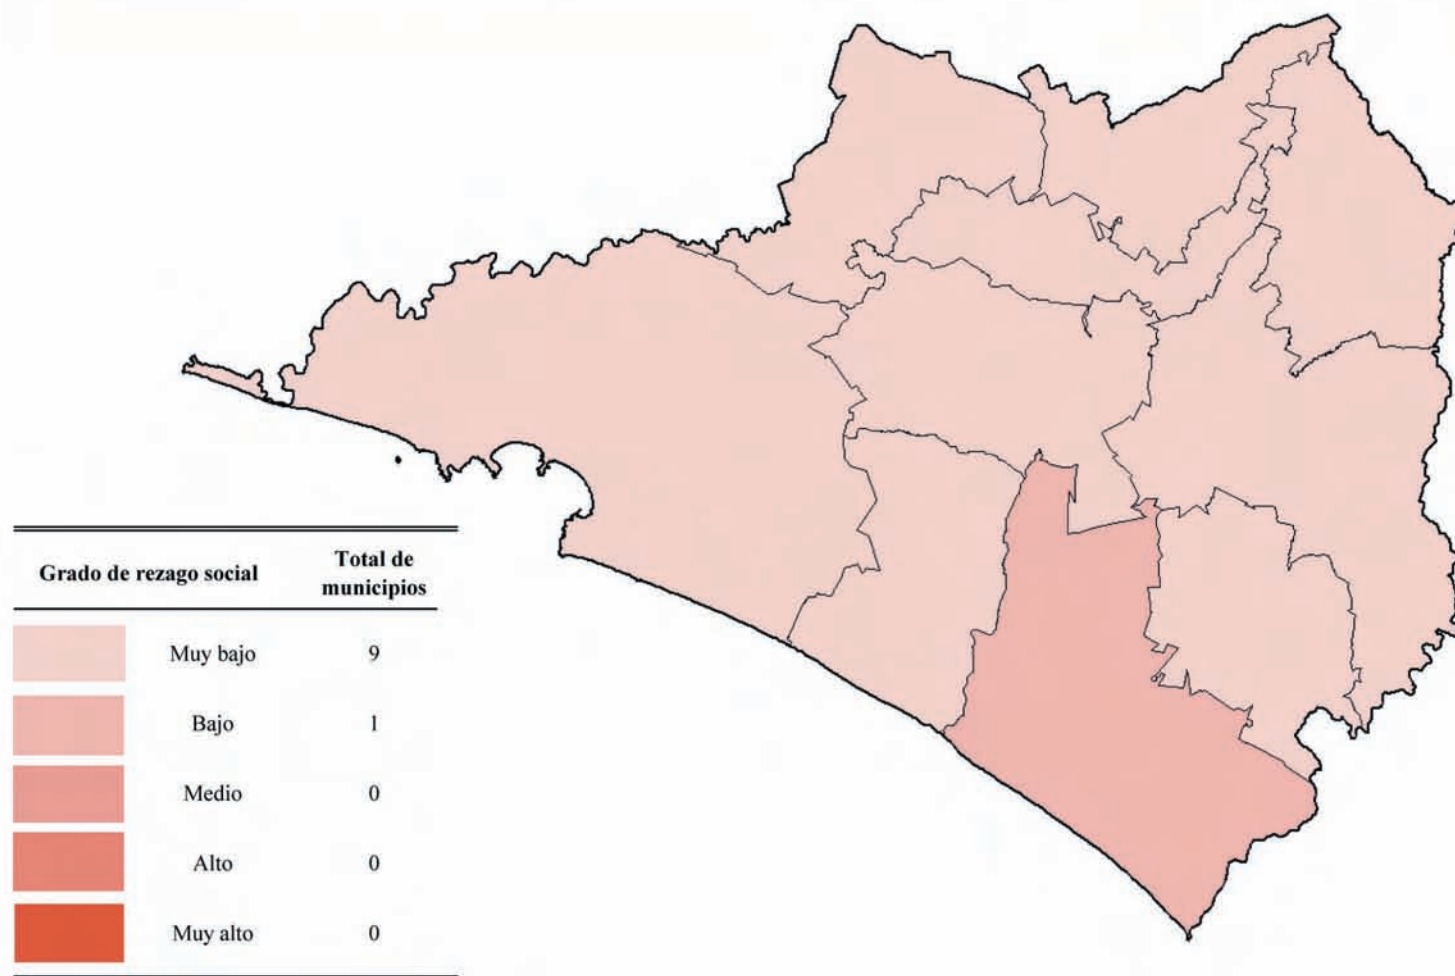 Grado de rezago social Total de municipios
Muy bajo 9
Bajo 1
Medio 0
Alto 0
Muy alto 0